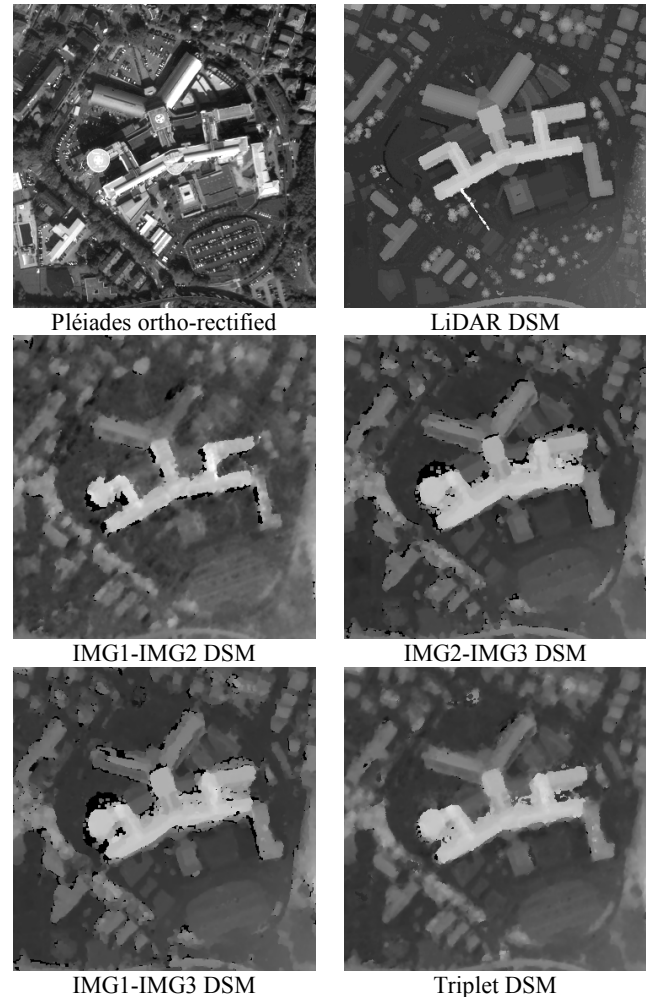 Pléiades ortho-rectified
LiDAR DSM
IMG1-IMG2 DSM
IMG2-IMG3 DSM
IMG1-IMG3 DSM
Triplet DSM